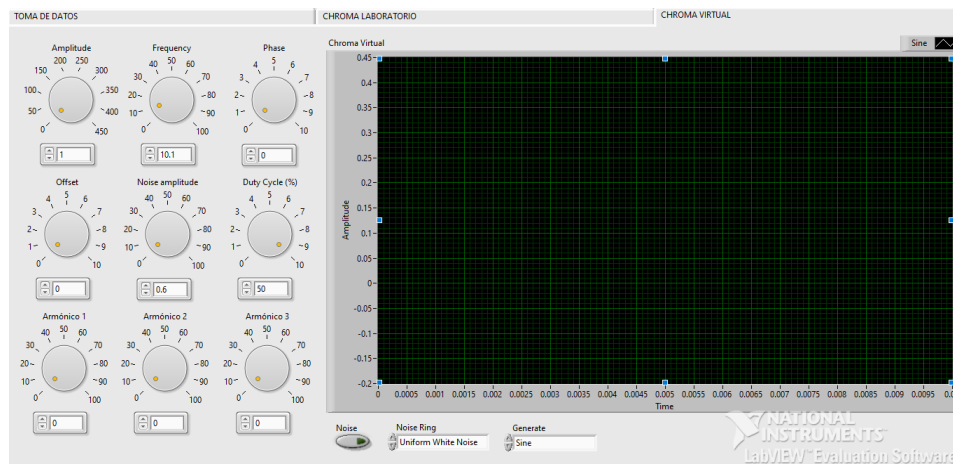 TOMA DE DATOS
CHROMA LABORATORIO
CHROMA VIRTUAL
Amplitude
0 50 100 150 200 250 300 350 400 450
1
Frequency
0 10 20 30 40 50 60 70 80 90 100
10.1
Phase
0 1 2 3 4 5 6 7 8 9 10
0
Offset
0 1 2 3 4 5 6 7 8 9 10
0
Noise amplitude
0 10 20 30 40 50 60 70 80 90 100
0.6
Duty Cycle (%)
0 1 2 3 4 5 6 7 8 9 10
50
Armónico 1
0 10 20 30 40 50 60 70 80 90 100
0
Armónico 2
0 10 20 30 40 50 60 70 80 90 100
0
Armónico 3
0 10 20 30 40 50 60 70 80 90 100
0
Chroma Virtual
Sine
Amplitude
0.45
0.4
0.35
0.3
0.25
0.2
0.15
0.1
0.05
0
-0.05
-0.1
-0.15
-0.2
0 0.0005 0.001 0.0015 0.002 0.0025 0.003 0.0035 0.004 0.0045 0.005 0.0055 0.006 0.0065 0.007 0.0075 0.008 0.0085 0.009 0.0095
Time
Noise
Noise Ring
Uniform White Noise
Generate
Sine
NATIONAL
INSTRUMENTS™
LabVIEW™ Evaluation Software